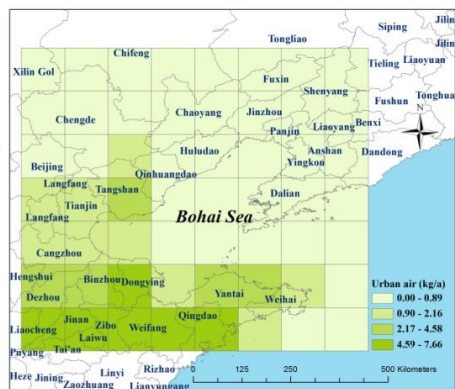 Siping
Jilin
Tongliao
Chifeng
Jilin
Liaoyuan
Tieling
Xilin Gol
Fuxin
Shenyang
Fushun
Tonghua
Chaoyang
Jinzhou
N
Chengde
Panjin
Liaoyang
Benxi
Huludao
Anshan
Dandong
Yingkou
Beijing
Qinhuangdao
Langfang
Tangshan
Dalian
Tianjin
Langfang
Bohai Sea
Cangzhou
Hengshui
Binzhou
Dongying
Urban air (kg/a)
Dezhou
Yantai
Weihai
0.00 - 0.89
0.90 - 2.16
2.17 - 4.58
4.59 - 7.66
Jinan
Qingdao
Liaocheng
Zibo
Weifang
Laiwu
Puyang
Tai'an
Rizhao
Linyi
Heze
Jining
Zaozhuang
Lianyungang
0
125
250
500 Kilometers